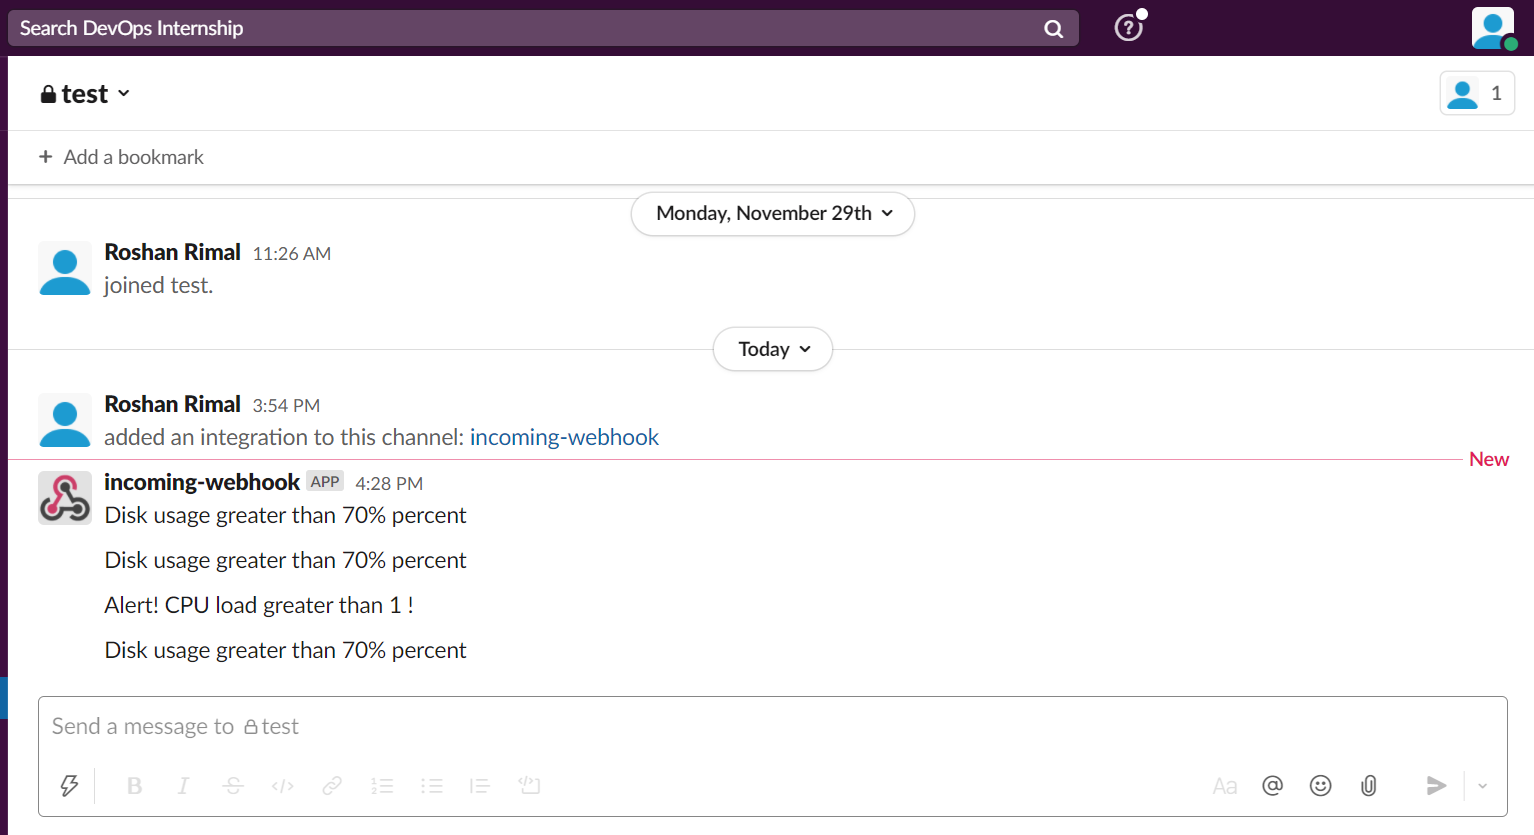 Search DevOps Internship
test
1
+ Add a bookmark
Monday, November 29th
Roshan Rimal 11:26 AM
joined test.
Today
Roshan Rimal 3:54 PM
added an integration to this channel: incoming-webhook
New
incoming-webhook APP 4:28 PM
Disk usage greater than 70% percent
Disk usage greater than 70% percent
Alert! CPU load greater than 1 !
Disk usage greater than 70% percent
Send a message to test
B I S </> Aa @